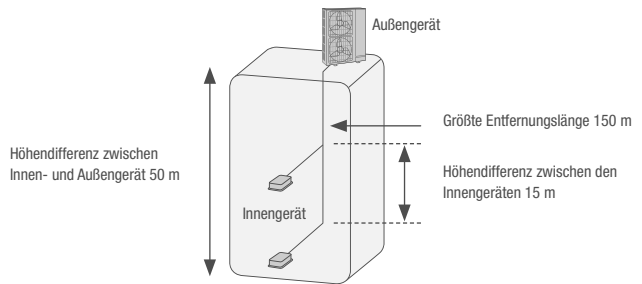 Außengerät
Größte Entfernungslänge 150 m
Höhendifferenz zwischen
Innen- und Außengerät 50 m
Höhendifferenz zwischen den
Innengeräten 15 m
Innengerät